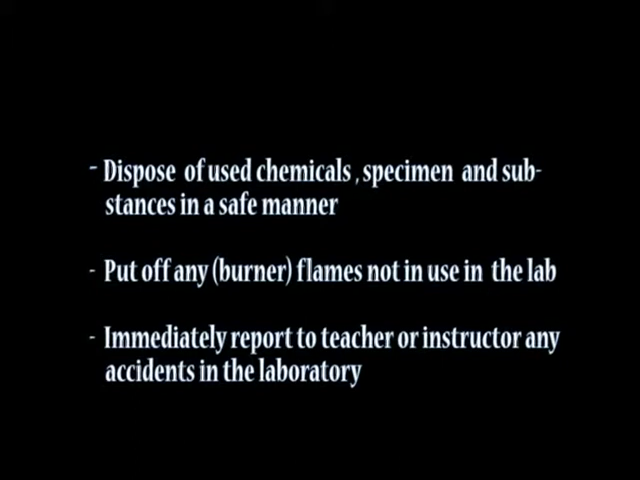 - Dispose of used chemicals , specimen and sub-
stances in a safe manner
- Put off any (burner) flames not in use in the lab
- Immediately report to teacher or instructor any
accidents in the laboratory